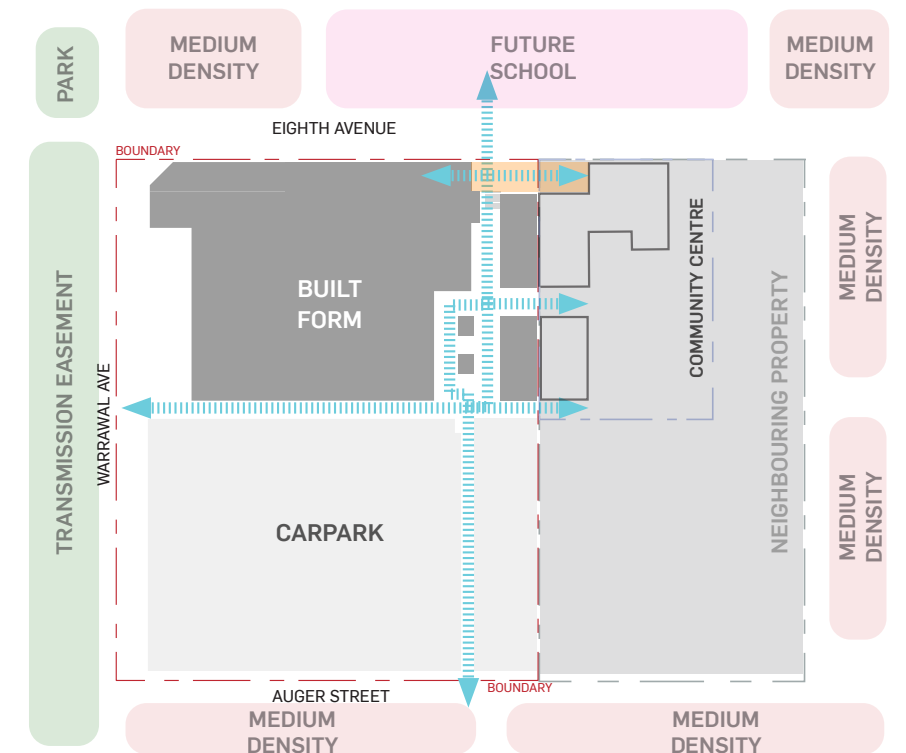 PARK
MEDIUM
DENSITY
FUTURE
SCHOOL
MEDIUM
DENSITY
EIGHTH AVENUE
BOUNDARY
TRANSMISSION EASEMENT
WARRAWAL AVE
BUILT
FORM
COMMUNITY CENTRE
NEIGHBOURING PROPERTY
MEDIUM
DENSITY
MEDIUM
DENSITY
CARPARK
BOUNDARY
AUGER STREET
MEDIUM
DENSITY
MEDIUM
DENSITY